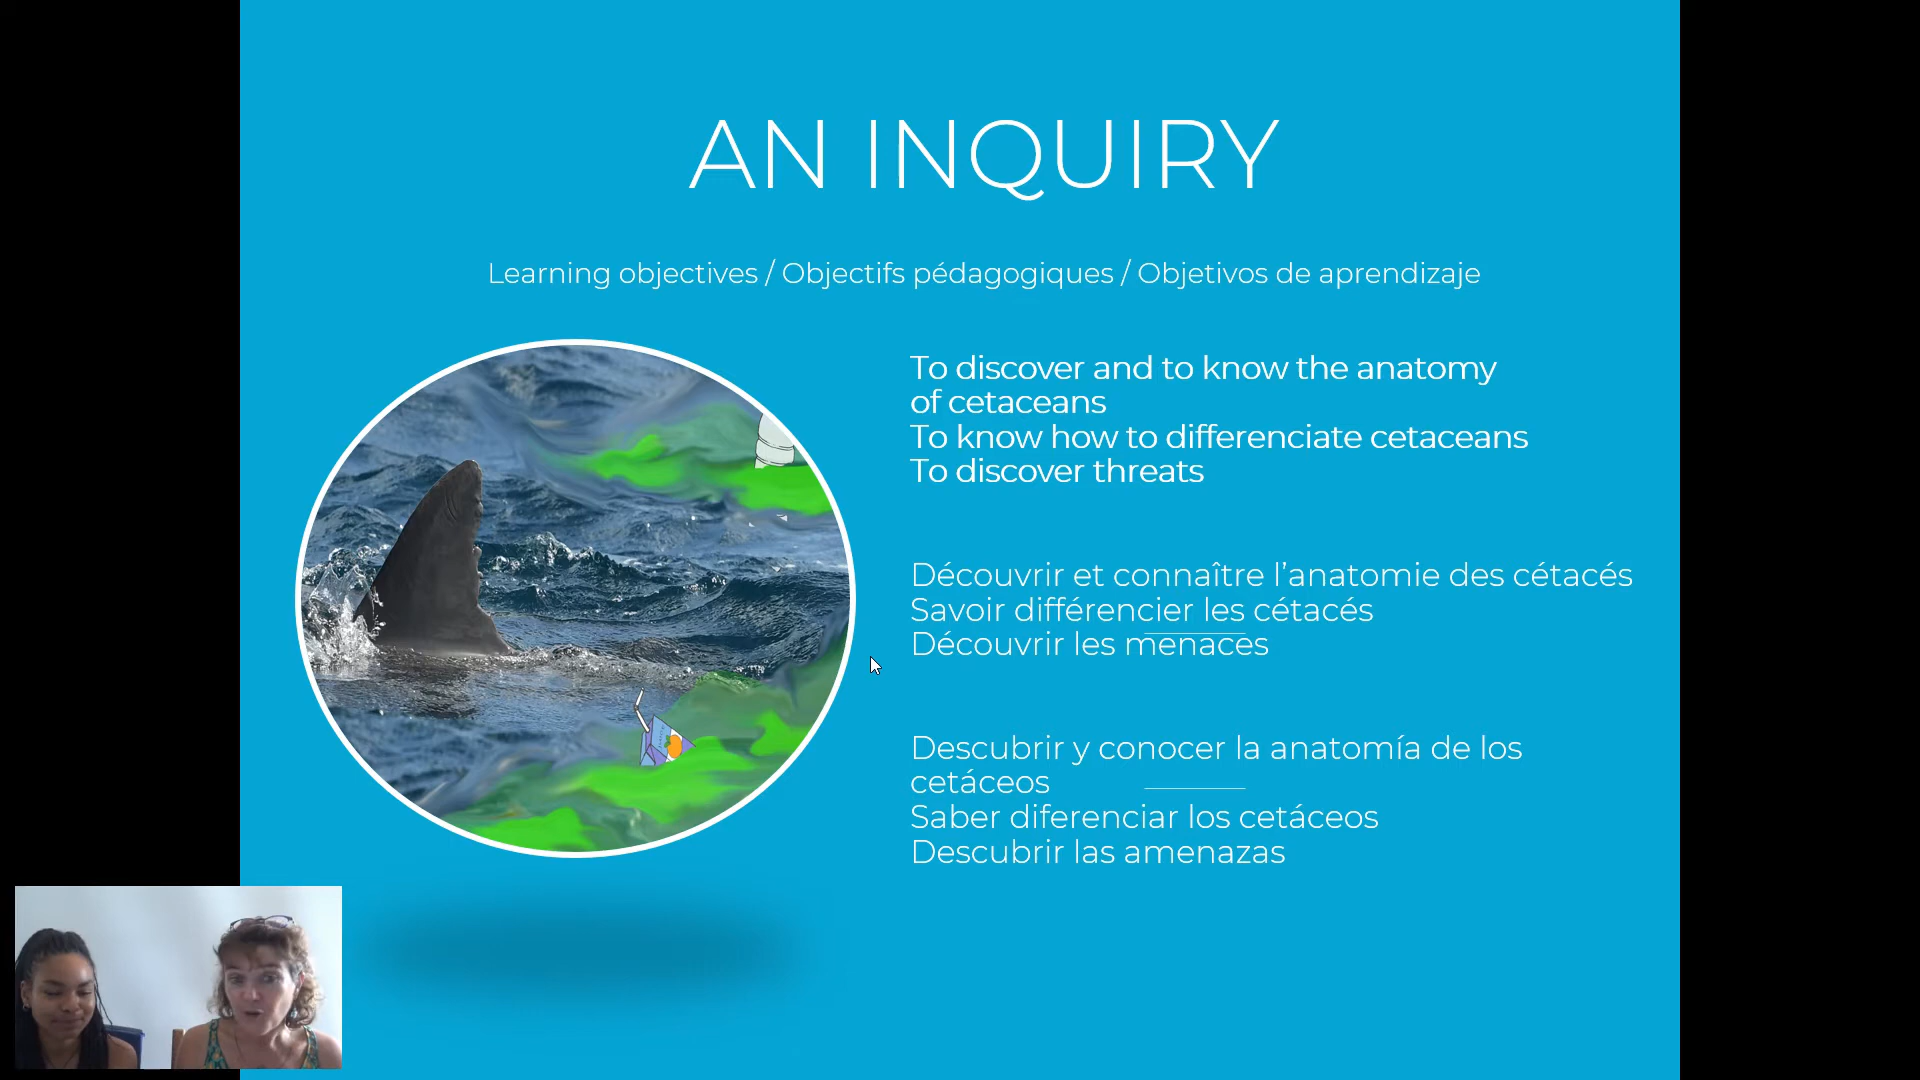 AN INQUIRY
Learning objectives / Objectifs pédagogiques / Objetivos de aprendizaje
To discover and to know the anatomy
of cetaceans
To know how to differenciate cetaceans
To discover threats
Découvrir et connaître l’anatomie des cétacés
Savoir différencier les cétacés
Découvrir les menaces
Descubrir y conocer la anatomía de los
cetáceos
Saber diferenciar los cetáceos
Descubrir las amenazas